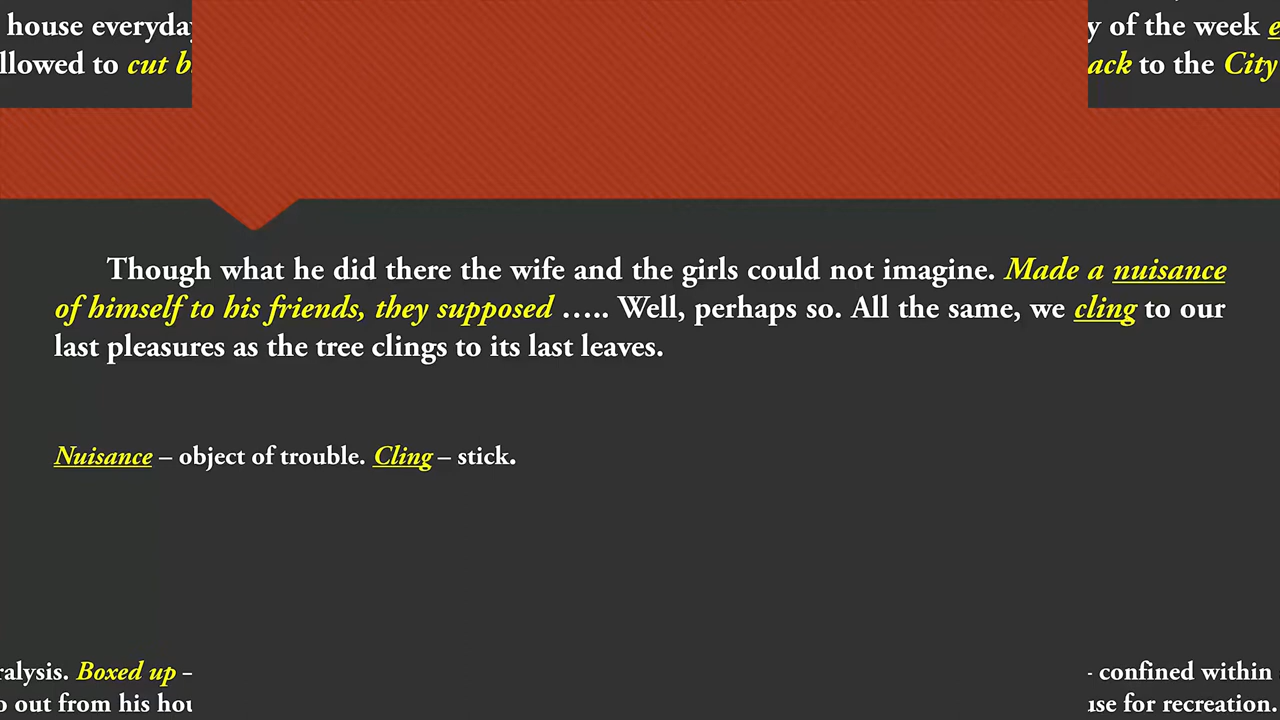 house everyday
y of the week
llowed to cut b
ack to the City
Though what he did there the wife and the girls could not imagine. Made a nuisance
of himself to his friends, they supposed ….. Well, perhaps so. All the same, we cling to our
last pleasures as the tree clings to its last leaves.
Nuisance – object of trouble. Cling – stick.
ralysis. Boxed up –
- confined within
o out from his hou
use for recreation.